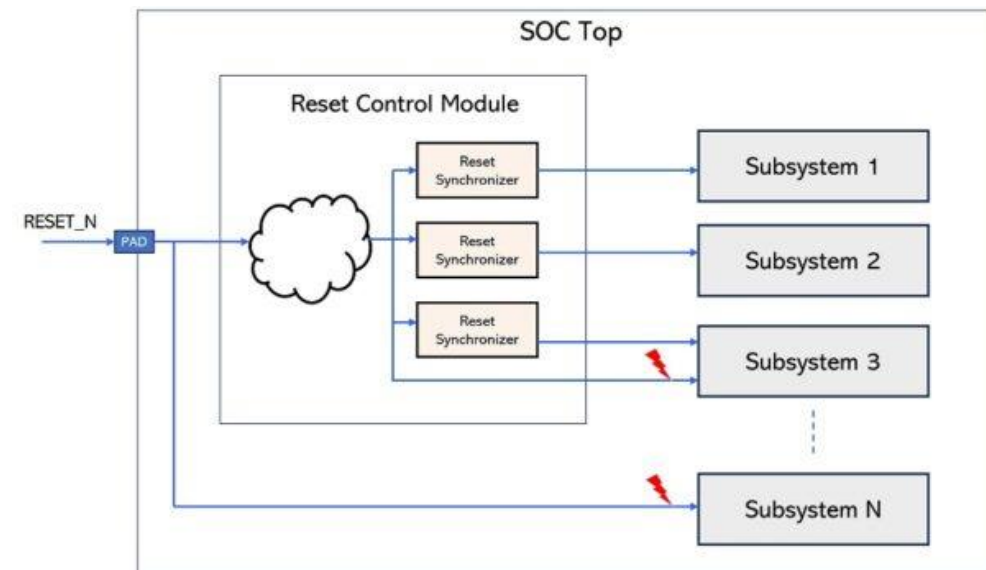 SOC Top
Reset Control Module
Reset
Synchronizer
Subsystem 1
RESET_N
PAD
Reset
Synchronizer
Subsystem 2
Reset
Synchronizer
Subsystem 3
Subsystem N